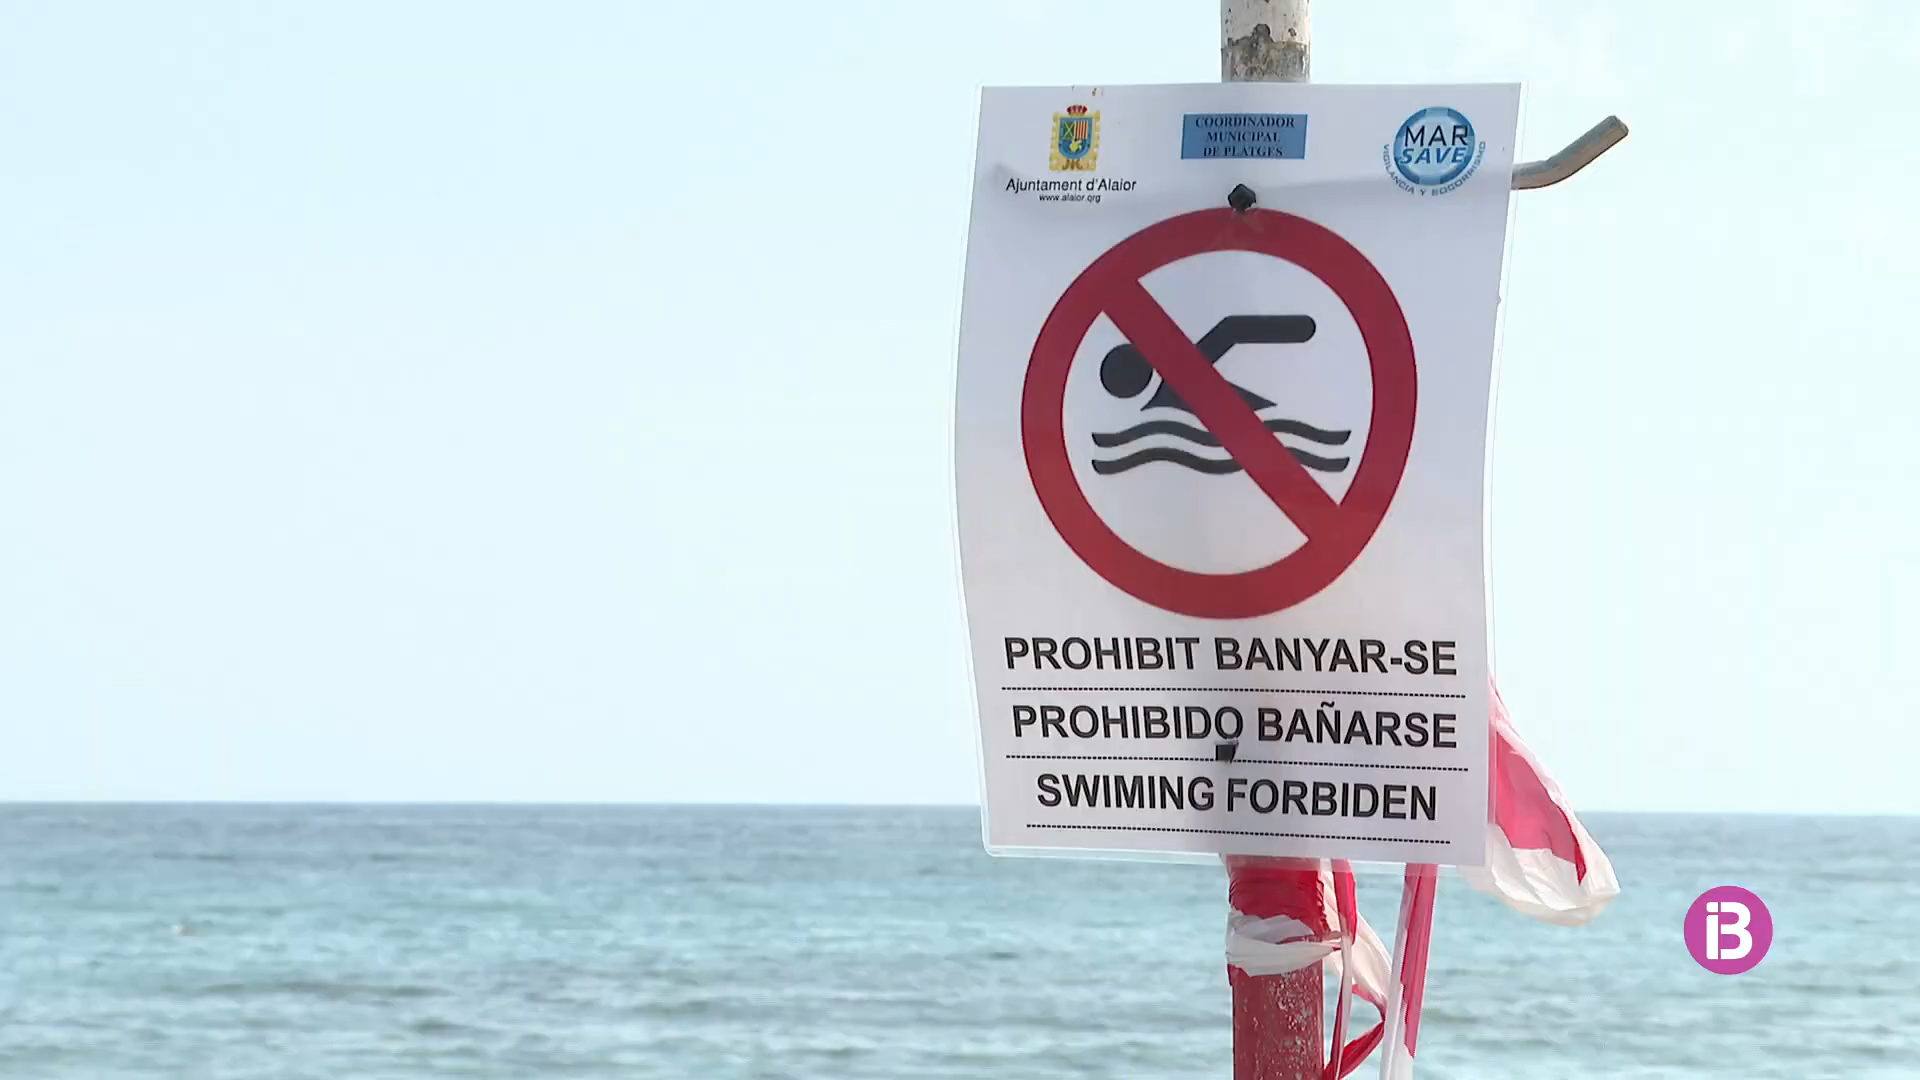 Ajuntament d'Alaior
www.alaior.org
COORDINADOR
MUNICIPAL
DE PLATGES
MAR
SAVE
VIGILANCIA Y SOCORRISMO
PROHIBIT BANYAR-SE
PROHIBIDO BAÑARSE
SWIMING FORBIDEN
iB